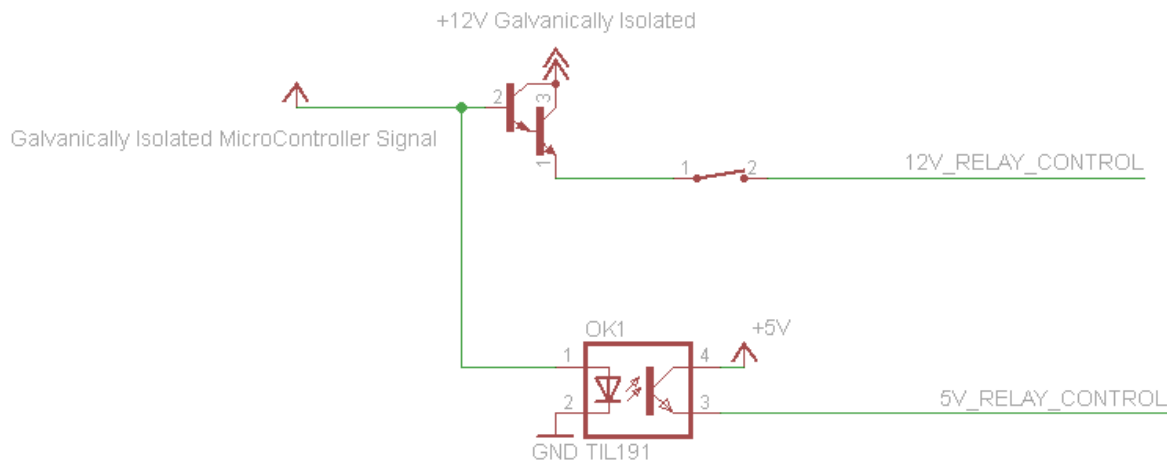 +12V Galvanically Isolated
2
3
Galvanically Isolated MicroController Signal
1
1
2
12V_RELAY_CONTROL
OK1
+5V
1
4
2
3
5V_RELAY_CONTROL
GND TIL191